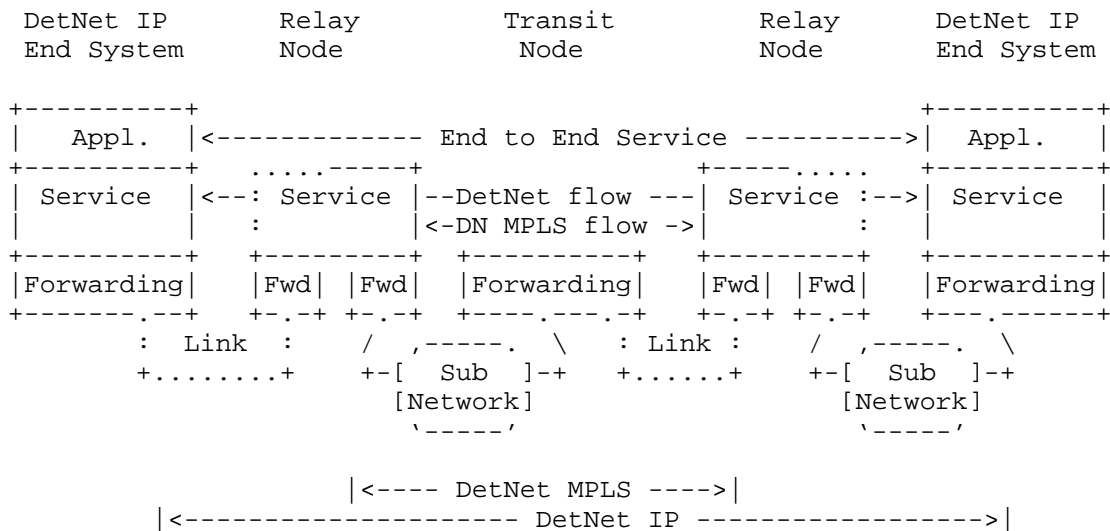 DetNet IP Relay Transit Relay DetNet IP
End System Node Node Node End System
Appl. <------------- End to End Service ----------> Appl.
Service <--: Service --DetNet flow --- Service :--> Service
<-DN MPLS flow ->
Forwarding Fwd Fwd Forwarding Fwd Fwd Forwarding
Link Link
Sub Sub
[Network] [Network]
|<---- DetNet MPLS ---->|
|<--------------------- DetNet IP ------------------>|